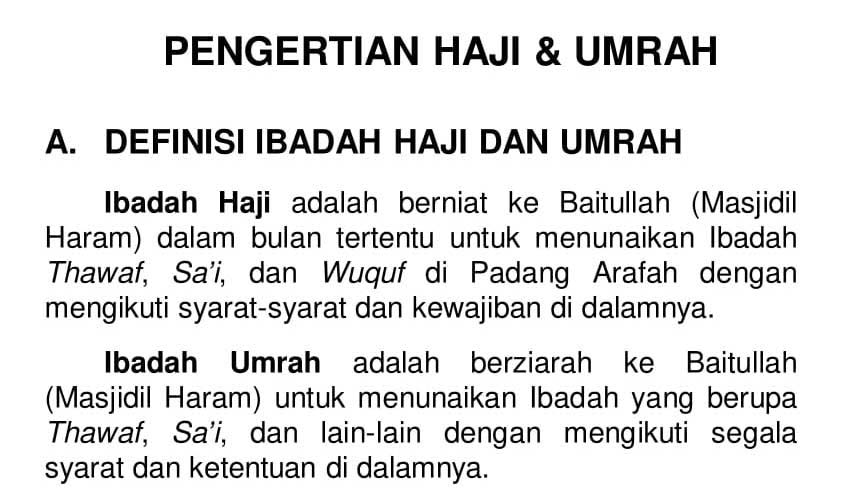 PENGERTIAN HAJI & UMRAH
A. DEFINISI IBADAH HAJI DAN UMRAH
Ibadah Haji adalah berniat ke Baitullah (Masjidil
Haram) dalam bulan tertentu untuk menunaikan Ibadah
Thawaf, Sa'i, dan Wuquf di Padang Arafah dengan
mengikuti syarat-syarat dan kewajiban di dalamnya.
Ibadah Umrah adalah berziarah ke Baitullah
(Masjidil Haram) untuk menunaikan Ibadah yang berupa
Thawaf, Sa'i, dan lain-lain dengan mengikuti segala
syarat dan ketentuan di dalamnya.